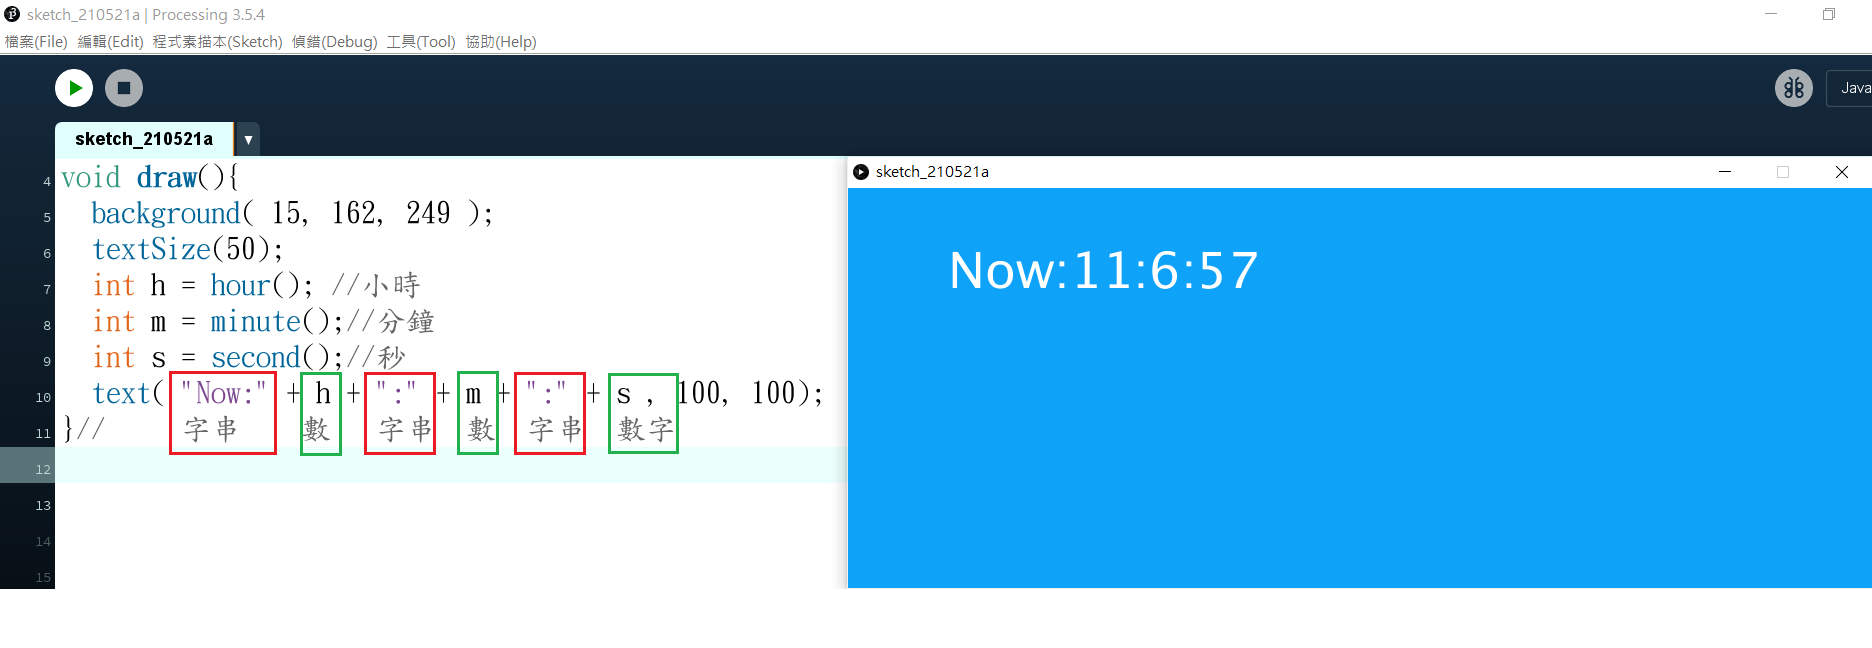 sketch_210521a | Processing 3.5.4
檔案(File) 編輯(Edit) 程式素描本(Sketch) 偵錯(Debug) 工具(Tool) 協助(Help)
Java
sketch_210521a ▼
4 void draw(){
5 background( 15, 162, 249 );
6 textSize(50);
7 int h = hour(); //小時
8 int m = minute();//分鐘
9 int s = second();//秒
10 text( "Now:" + h +":"+ m +":"+ s , 100, 100);
11 }// 字串 數 字串 數 字串 數字
12
13
14
15
sketch_210521a
Now:11:6:57